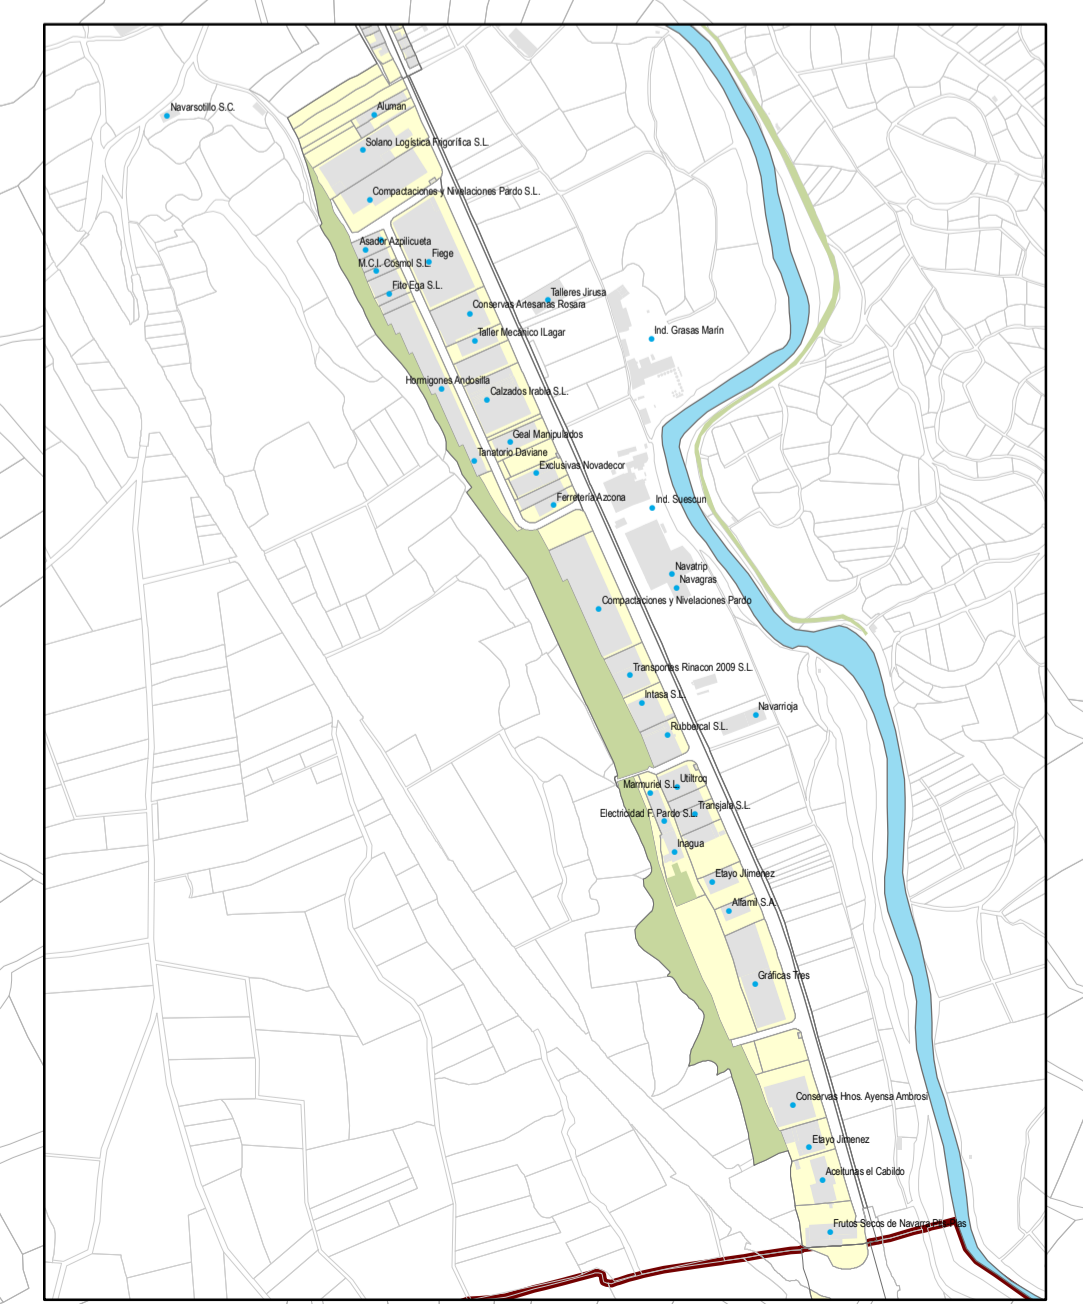 Navarsotillo S.C.
Aluman
Solano Logística Frigorífica S.L.
Compactaciones y Nivelaciones Pardo S.L.
Asador Azpilicueta
Fiege
M.C.I. Cosmol S.L.
Fito Ega S.L.
Talleres Jirusa
Conservas Artesanas Rosara
Ind. Grasas Marín
Taller Mecánico ILagar
Hormigones Andosilla
Calzados Irabia S.L.
Geal Manipulados
Tanatorio Daviane
Exclusivas Novadecor
Ferretería Azcona
Ind. Suescun
Navatrip
Navagras
Compactaciones y Nivelaciones Pardo
Transportes Rinacon 2009 S.L.
Intasa S.L.
Navarrioja
Rubbercal S.L.
Utiltroq
Marmuriel S.L.
Transjala S.L.
Electricidad F. Pardo S.L.
Inagua
Etayo JIimenez
Alfamil S.A.
Gráficas Tres
Conservas Hnos. Ayensa Ambrosi
Etayo Jimenez
Aceitunas el Cabildo
Frutos Secos de Navarra